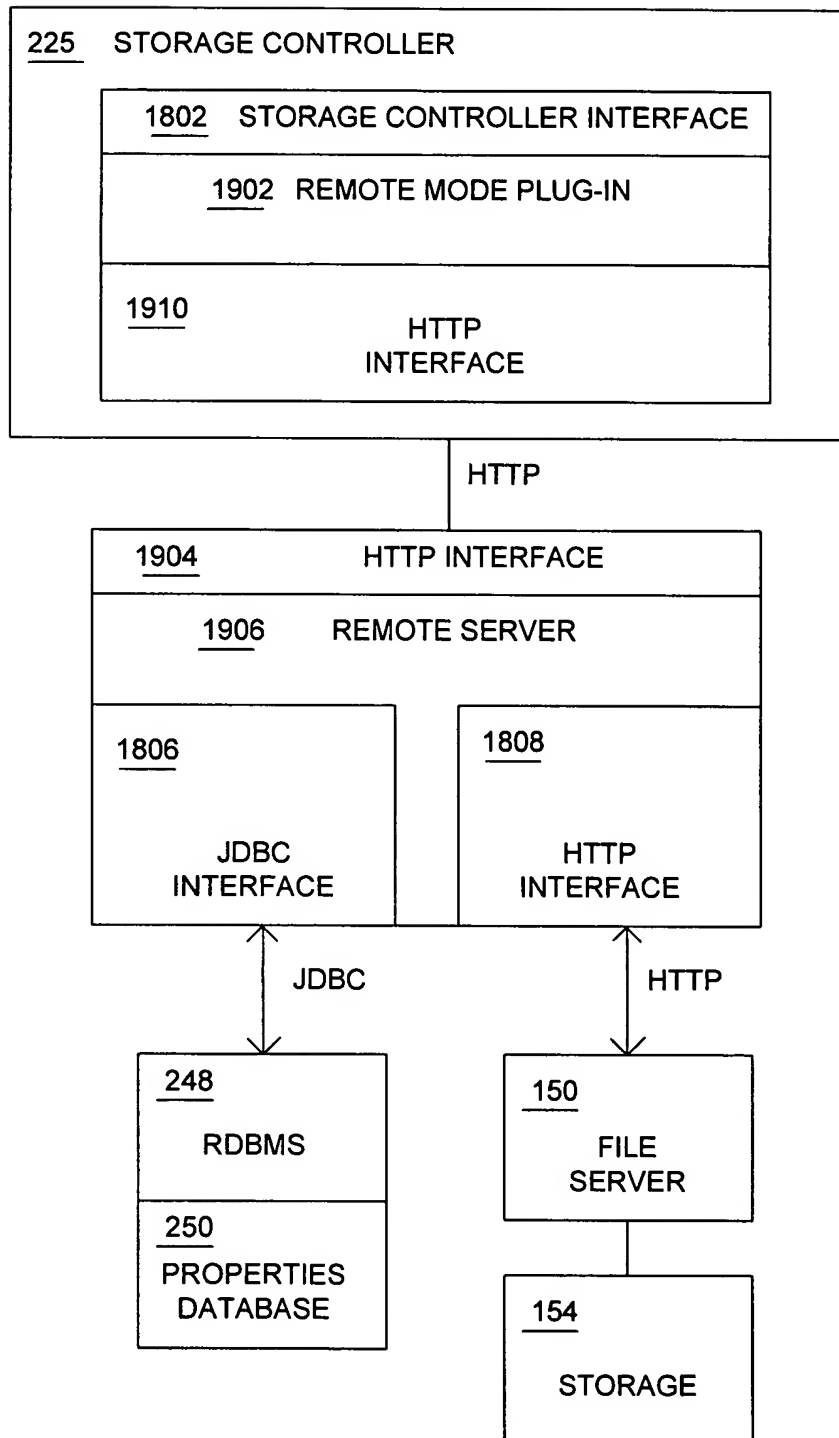 225 STORAGE CONTROLLER
1802 STORAGE CONTROLLER INTERFACE
1902 REMOTE MODE PLUG-IN
1910
HTTP
INTERFACE
HTTP
1904 HTTP INTERFACE
1906 REMOTE SERVER
1806
JDBC
INTERFACE
1808
HTTP
INTERFACE
JDBC
HTTP
248
RDBMS
250
PROPERTIES
DATABASE
150
FILE
SERVER
154
STORAGE